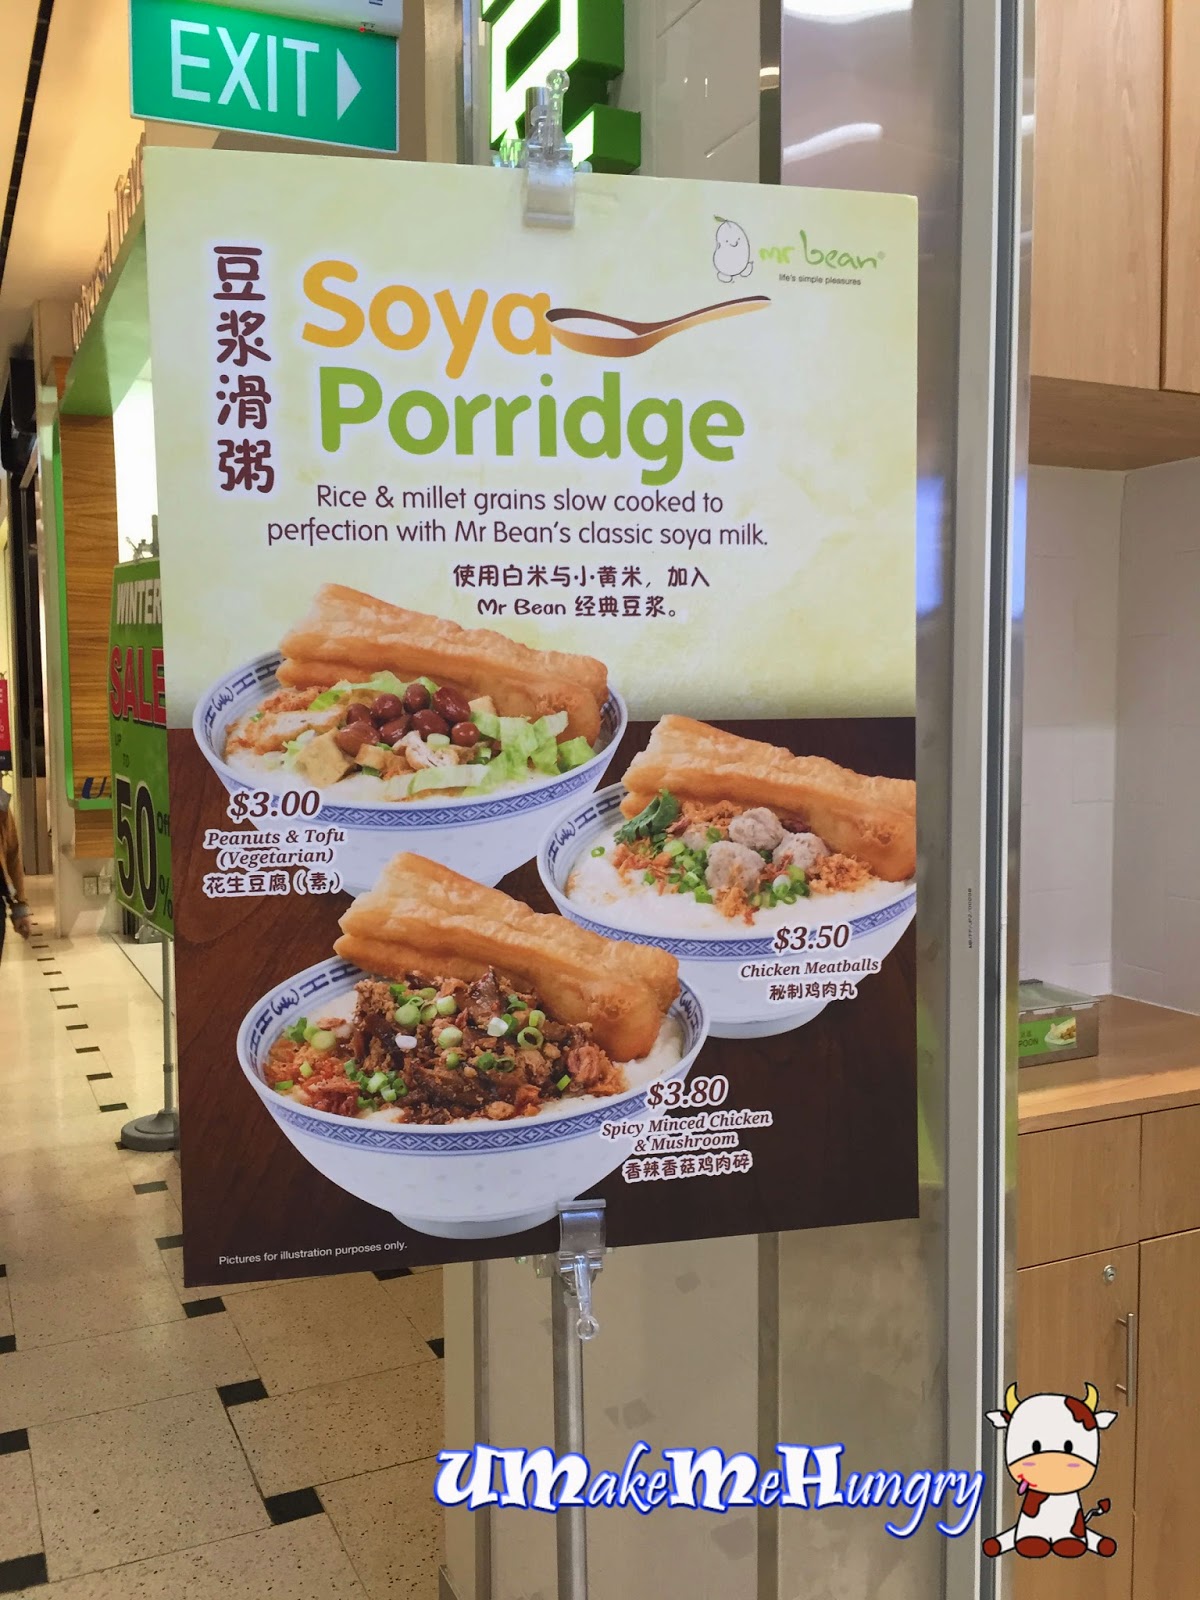 EXIT
mr bean®
life's simple pleasures
豆浆滑粥
Soya
Porridge
Rice & millet grains slow cooked to
perfection with Mr Bean's classic soya milk.
使用白米与小黄米，加入
Mr Bean 经典豆浆。
$3.00
Peanuts & Tofu
(Vegetarian)
花生豆腐（素）
$3.50
Chicken Meatballs
秘制鸡肉丸
$3.80
Spicy Minced Chicken
& Mushroom
香辣香菇鸡肉碎
Pictures for illustration purposes only.
WINTER
SALE
UP
TO
50%
Off
UMakeMeHungry